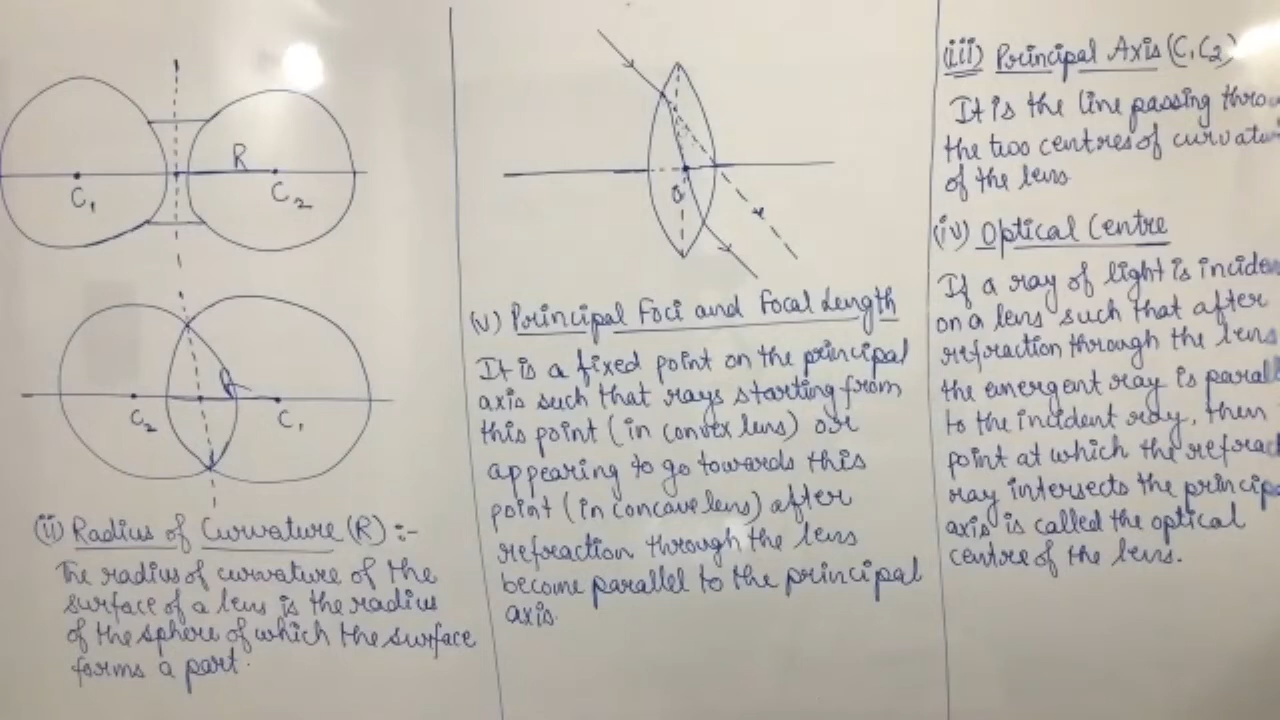 R
C₁
C₂
C₂
R
C₁
(ii) Radius of Curvature (R) :-
The radius of curvature of the
surface of a lens is the radius
of the sphere of which the surface
forms a part.
O
(v) Principal Foci and Focal Length
It is a fixed point on the principal
axis such that rays starting from
this point (in convex lens) or
appearing to go towards this
point (in concave lens) after
refraction through the lens
become parallel to the principal
axis.
(iii) Principal Axis (C₁C₂)
It is the line passing thro
the two centres of curvatu
of the lens
(iv) Optical Centre
If a ray of light is inciden
on a lens such that after
refraction through the lens
the emergent ray is parall
to the incident ray, then
point at which the refrac
ray intersects the princip
axis is called the optical
centre of the lens.